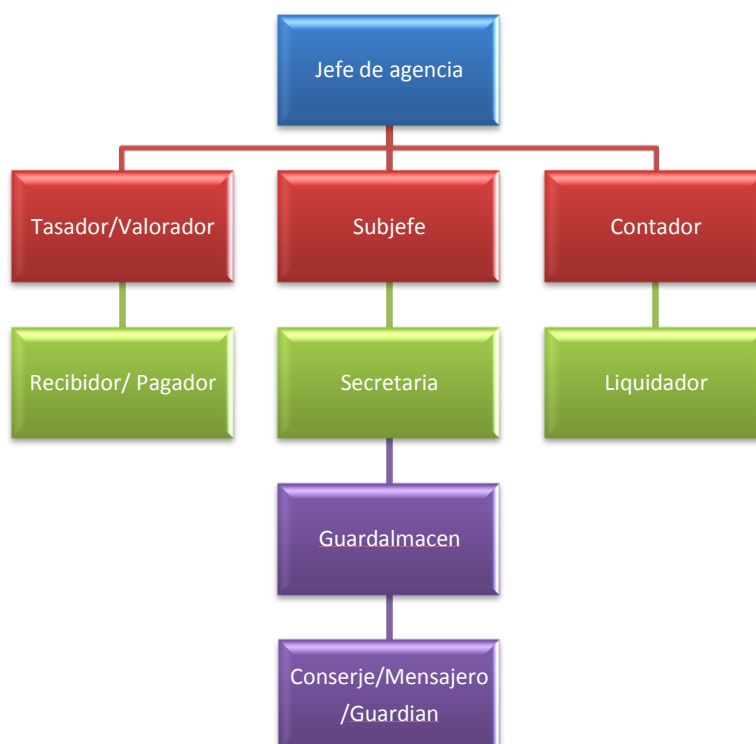 Jefe de agencia
Tasador/Valorador
Subjefe
Contador
Recibidor/ Pagador
Secretaria
Liquidador
Guardalmacen
Conserje/Mensajero
/Guardian